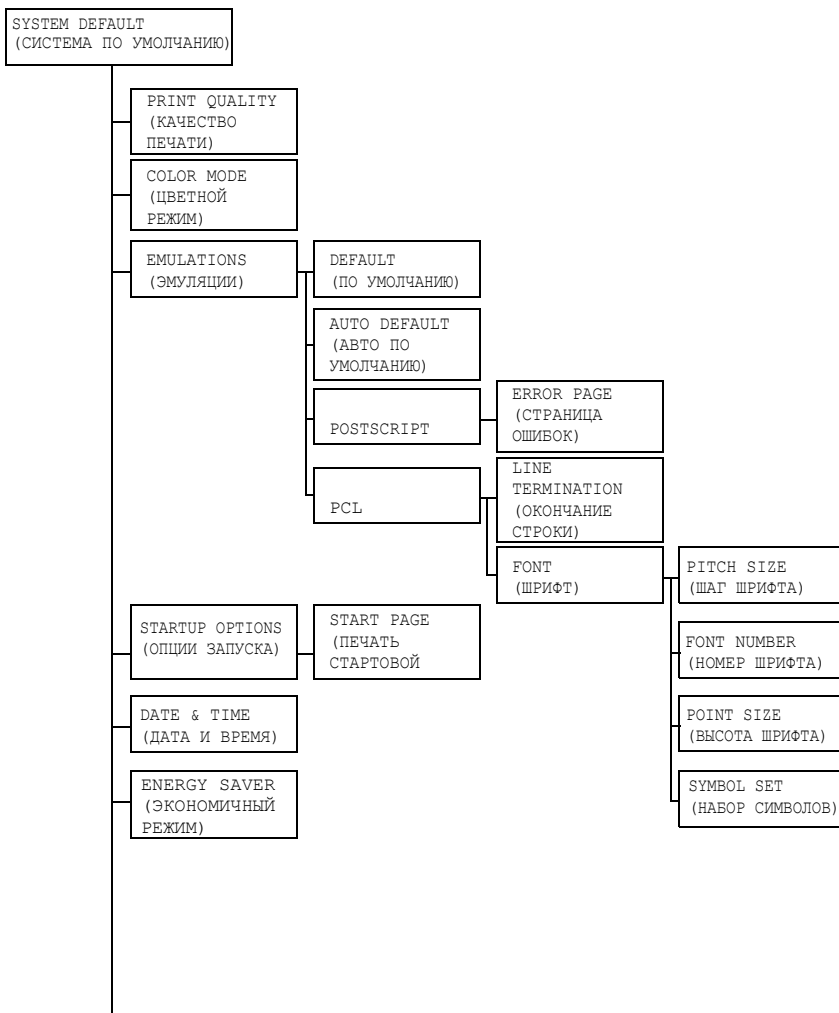 SYSTEM DEFAULT
(СИСТЕМА ПО УМОЛЧАНИЮ)
PRINT QUALITY
(КАЧЕСТВО
ПЕЧАТИ)
COLOR MODE
(ЦВЕТНОЙ
РЕЖИМ)
EMULATIONS
(ЭМУЛЯЦИИ)
DEFAULT
(ПО УМОЛЧАНИЮ)
AUTO DEFAULT
(АВТО ПО
УМОЛЧАНИЮ)
POSTSCRIPT
ERROR PAGE
(СТРАНИЦА
ОШИБОК)
PCL
LINE
TERMINATION
(ОКОНЧАНИЕ
СТРОКИ)
FONT
(ШРИФТ)
PITCH SIZE
(ШАГ ШРИФТА)
FONT NUMBER
(НОМЕР ШРИФТА)
POINT SIZE
(ВЫСОТА ШРИФТА)
SYMBOL SET
(НАБОР СИМВОЛОВ)
STARTUP OPTIONS
(ОПЦИИ ЗАПУСКА)
START PAGE
(ПЕЧАТЬ
СТАРТОВОЙ
DATE & TIME
(ДАТА И ВРЕМЯ)
ENERGY SAVER
(ЭКОНОМИЧНЫЙ
РЕЖИМ)